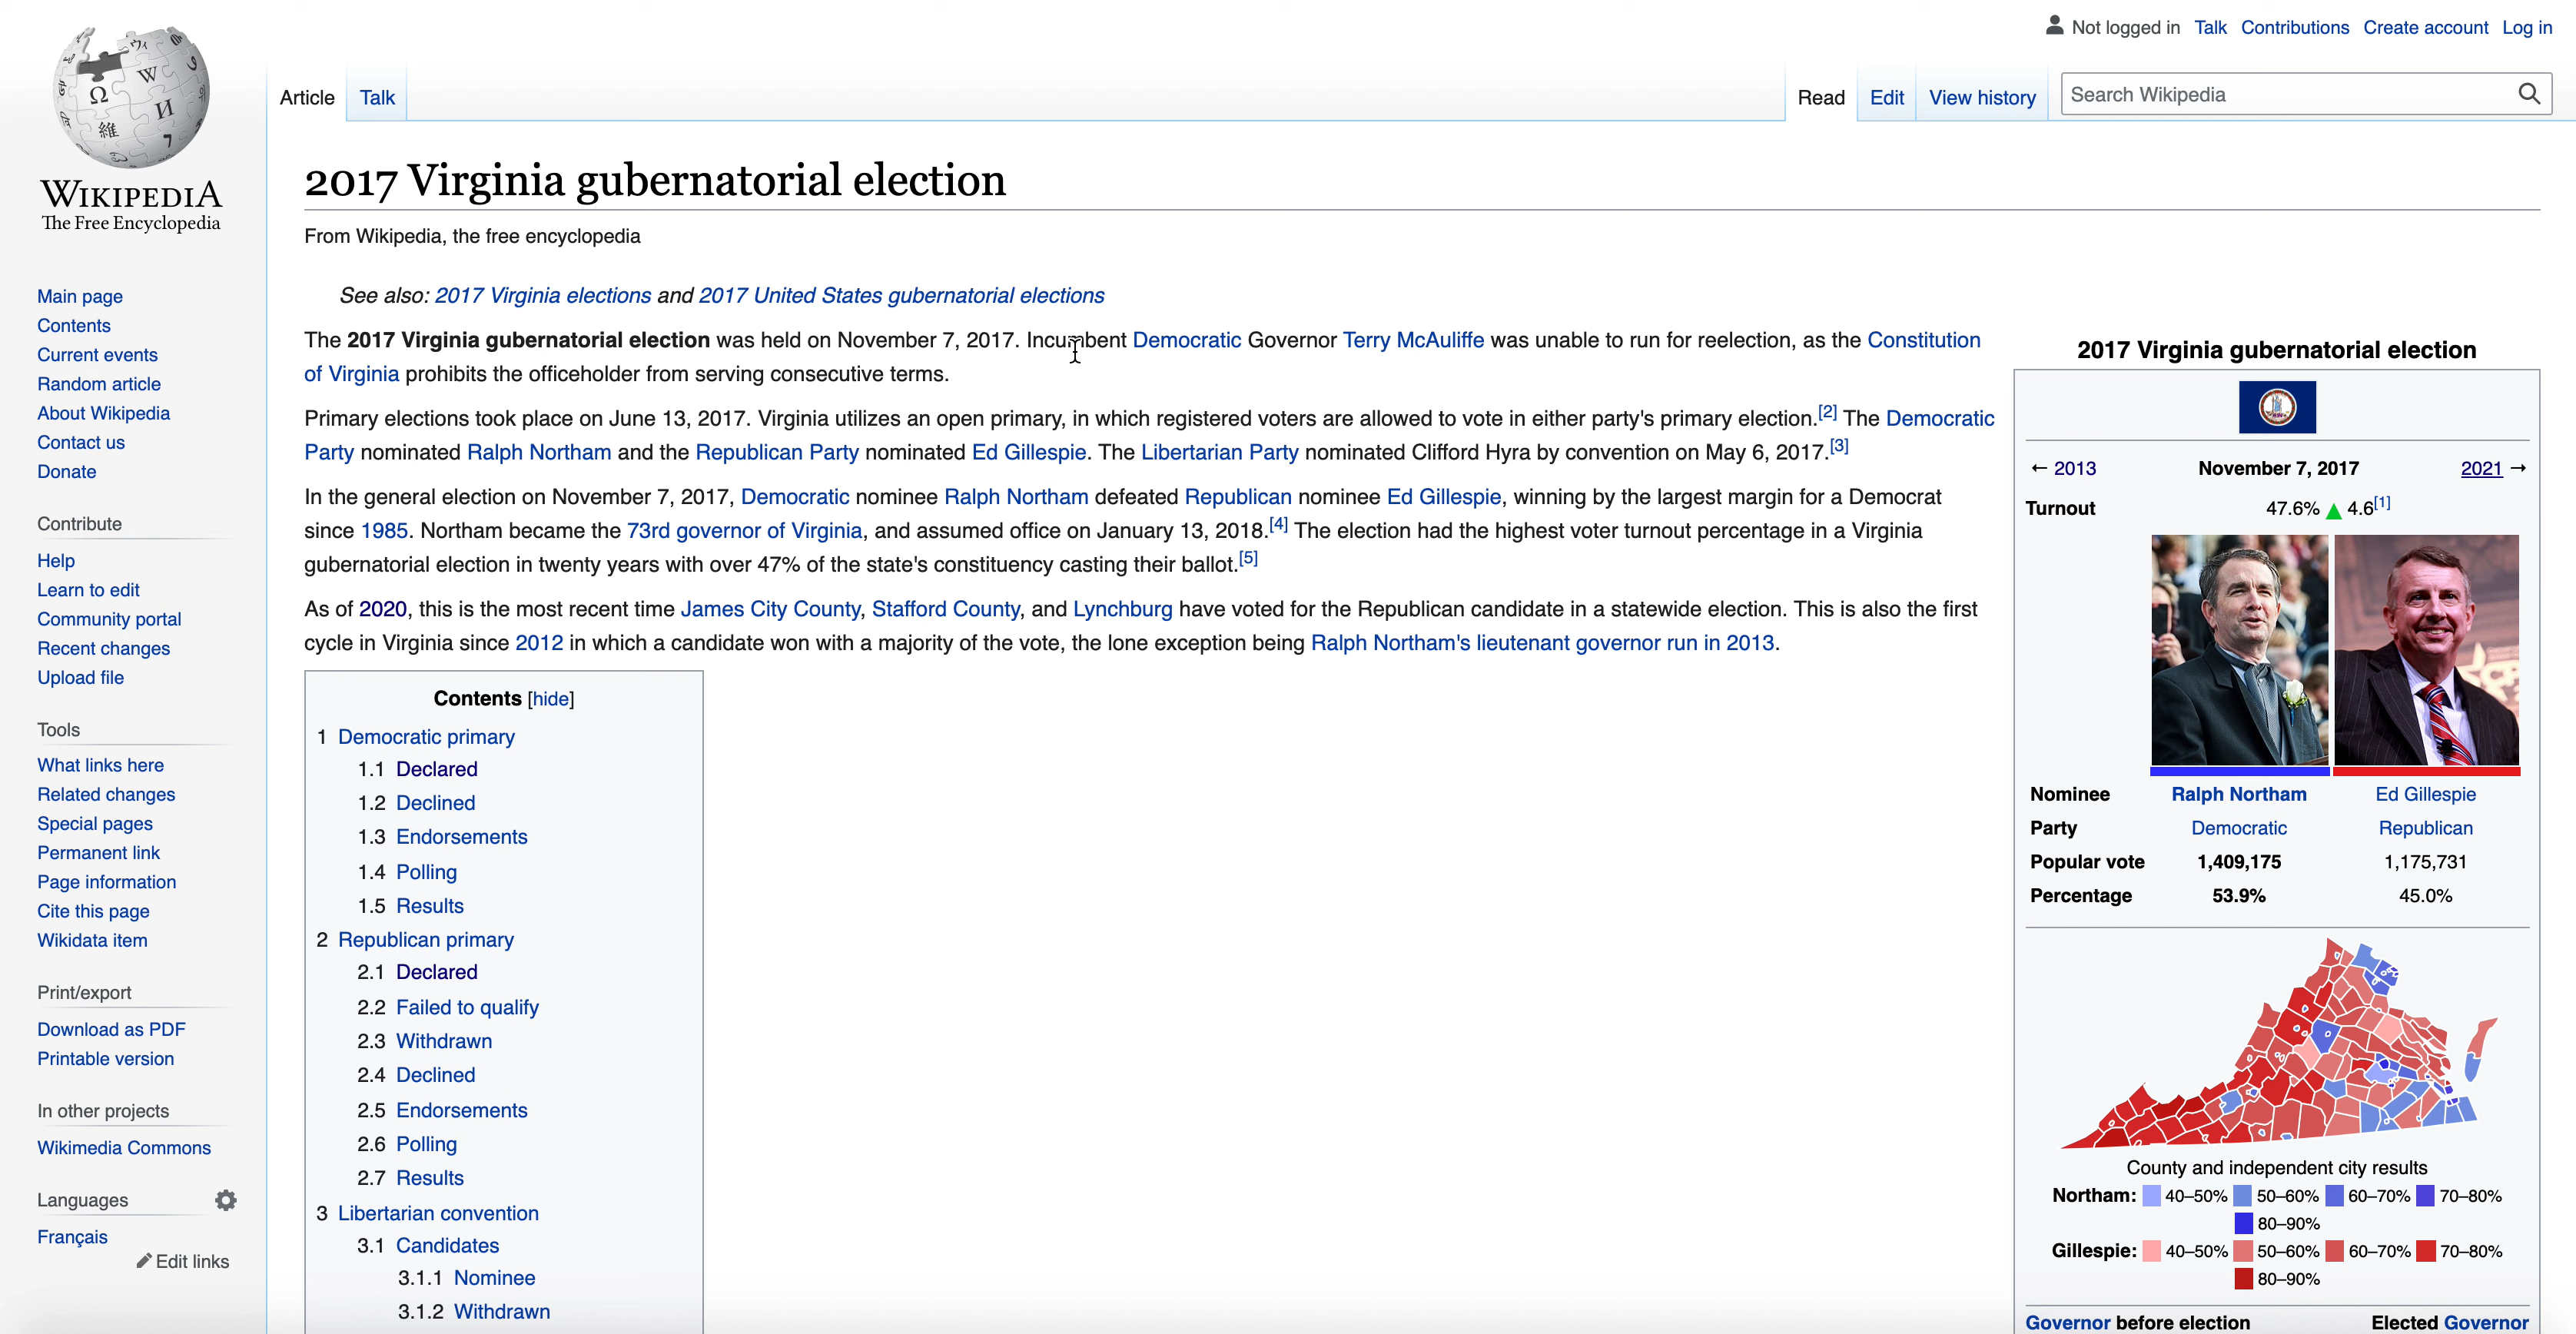 Not logged in Talk Contributions Create account Log in
Article Talk Read Edit View history Search Wikipedia
WIKIPEDIA
The Free Encyclopedia
Main page
Contents
Current events
Random article
About Wikipedia
Contact us
Donate
Contribute
Help
Learn to edit
Community portal
Recent changes
Upload file
Tools
What links here
Related changes
Special pages
Permanent link
Page information
Cite this page
Wikidata item
Print/export
Download as PDF
Printable version
In other projects
Wikimedia Commons
Languages
Français
Edit links
2017 Virginia gubernatorial election
From Wikipedia, the free encyclopedia
See also: 2017 Virginia elections and 2017 United States gubernatorial elections
The 2017 Virginia gubernatorial election was held on November 7, 2017. Incumbent Democratic Governor Terry McAuliffe was unable to run for reelection, as the Constitution
of Virginia prohibits the officeholder from serving consecutive terms.
Primary elections took place on June 13, 2017. Virginia utilizes an open primary, in which registered voters are allowed to vote in either party's primary election.[2] The Democratic
Party nominated Ralph Northam and the Republican Party nominated Ed Gillespie. The Libertarian Party nominated Clifford Hyra by convention on May 6, 2017.[3]
In the general election on November 7, 2017, Democratic nominee Ralph Northam defeated Republican nominee Ed Gillespie, winning by the largest margin for a Democrat
since 1985. Northam became the 73rd governor of Virginia, and assumed office on January 13, 2018.[4] The election had the highest voter turnout percentage in a Virginia
gubernatorial election in twenty years with over 47% of the state's constituency casting their ballot.[5]
As of 2020, this is the most recent time James City County, Stafford County, and Lynchburg have voted for the Republican candidate in a statewide election. This is also the first
cycle in Virginia since 2012 in which a candidate won with a majority of the vote, the lone exception being Ralph Northam's lieutenant governor run in 2013.
Contents [hide]
1 Democratic primary
1.1 Declared
1.2 Declined
1.3 Endorsements
1.4 Polling
1.5 Results
2 Republican primary
2.1 Declared
2.2 Failed to qualify
2.3 Withdrawn
2.4 Declined
2.5 Endorsements
2.6 Polling
2.7 Results
3 Libertarian convention
3.1 Candidates
3.1.1 Nominee
3.1.2 Withdrawn
2017 Virginia gubernatorial election
← 2013 November 7, 2017 2021 →
Turnout 47.6% ▲ 4.6[1]
Nominee Ralph Northam Ed Gillespie
Party Democratic Republican
Popular vote 1,409,175 1,175,731
Percentage 53.9% 45.0%
County and independent city results
Northam: 40–50% 50–60% 60–70% 70–80%
80–90%
Gillespie: 40–50% 50–60% 60–70% 70–80%
80–90%
Governor before election Elected Governor